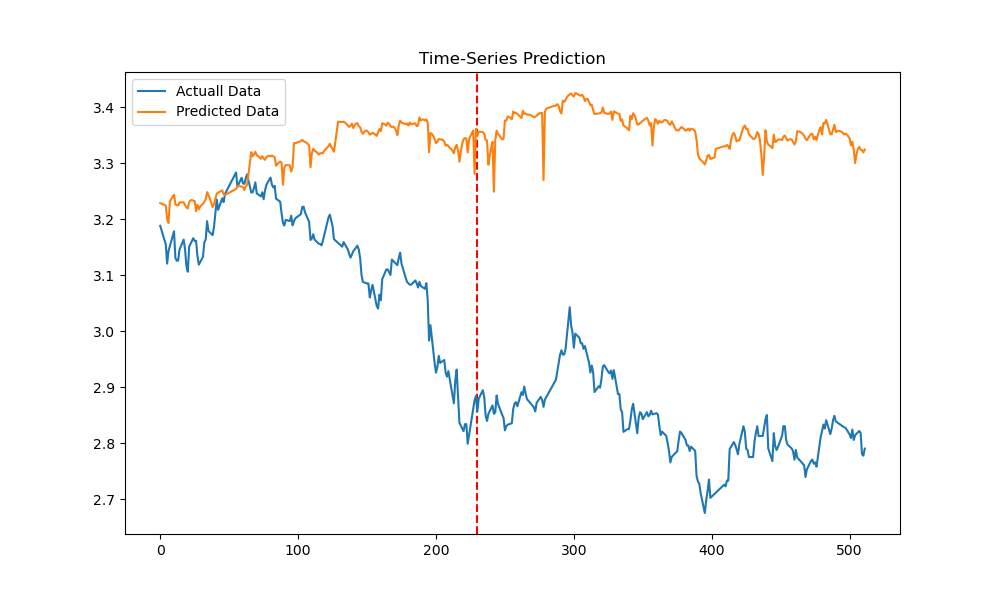 Time-Series Prediction
Actuall Data
Predicted Data
3.4
3.3
3.2
3.1
3.0
2.9
2.8
2.7
0 100 200 300 400 500